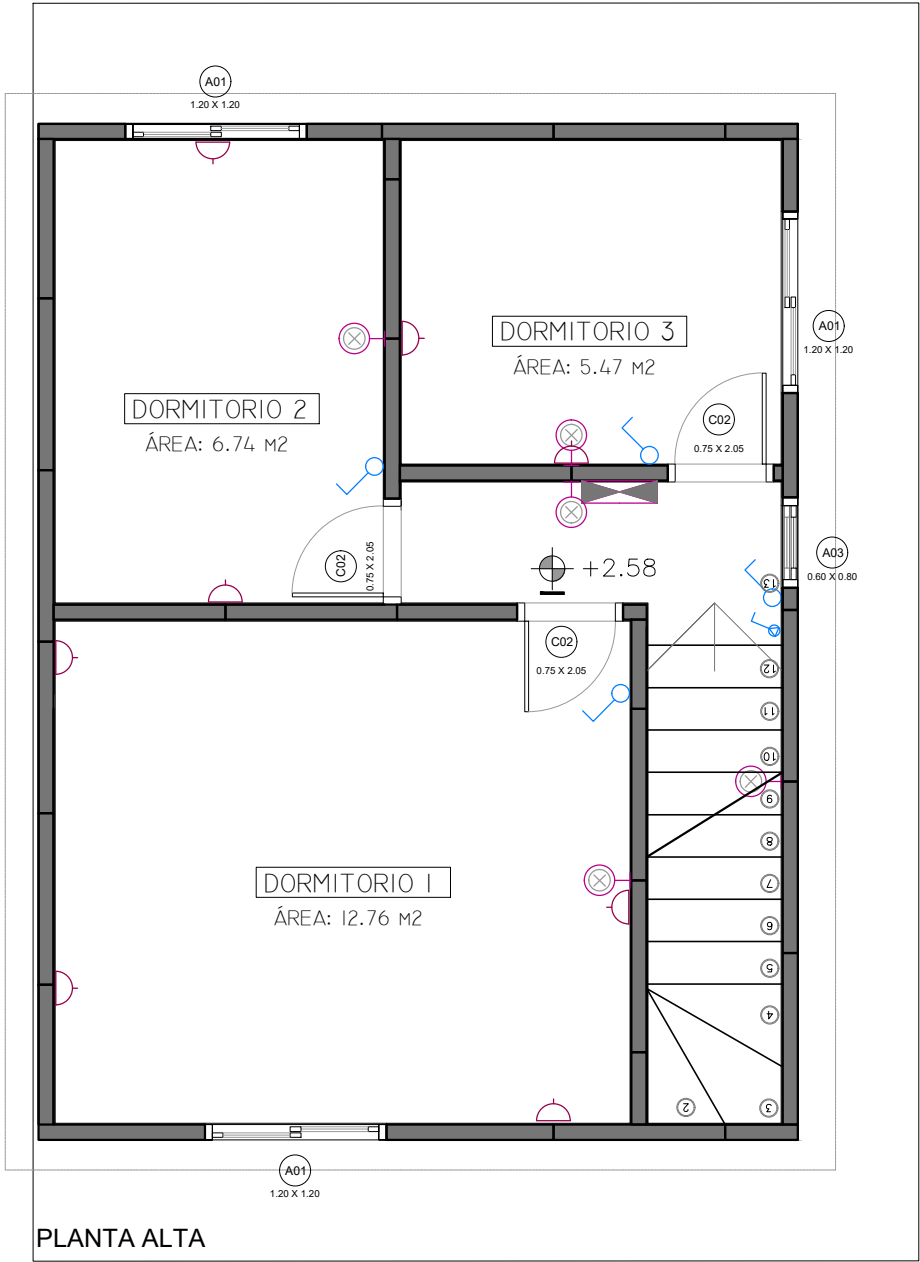 A01
1.20 X 1.20
DORMITORIO 3
ÁREA: 5.47 M2
A01
1.20 X 1.20
DORMITORIO 2
ÁREA: 6.74 M2
C02
0.75 X 2.05
C02
0.75 X 2.05
+2.58
A03
0.60 X 0.80
13
C02
0.75 X 2.05
12
11
10
9
8
7
6
5
4
3
2
DORMITORIO 1
ÁREA: 12.76 M2
A01
1.20 X 1.20
PLANTA ALTA